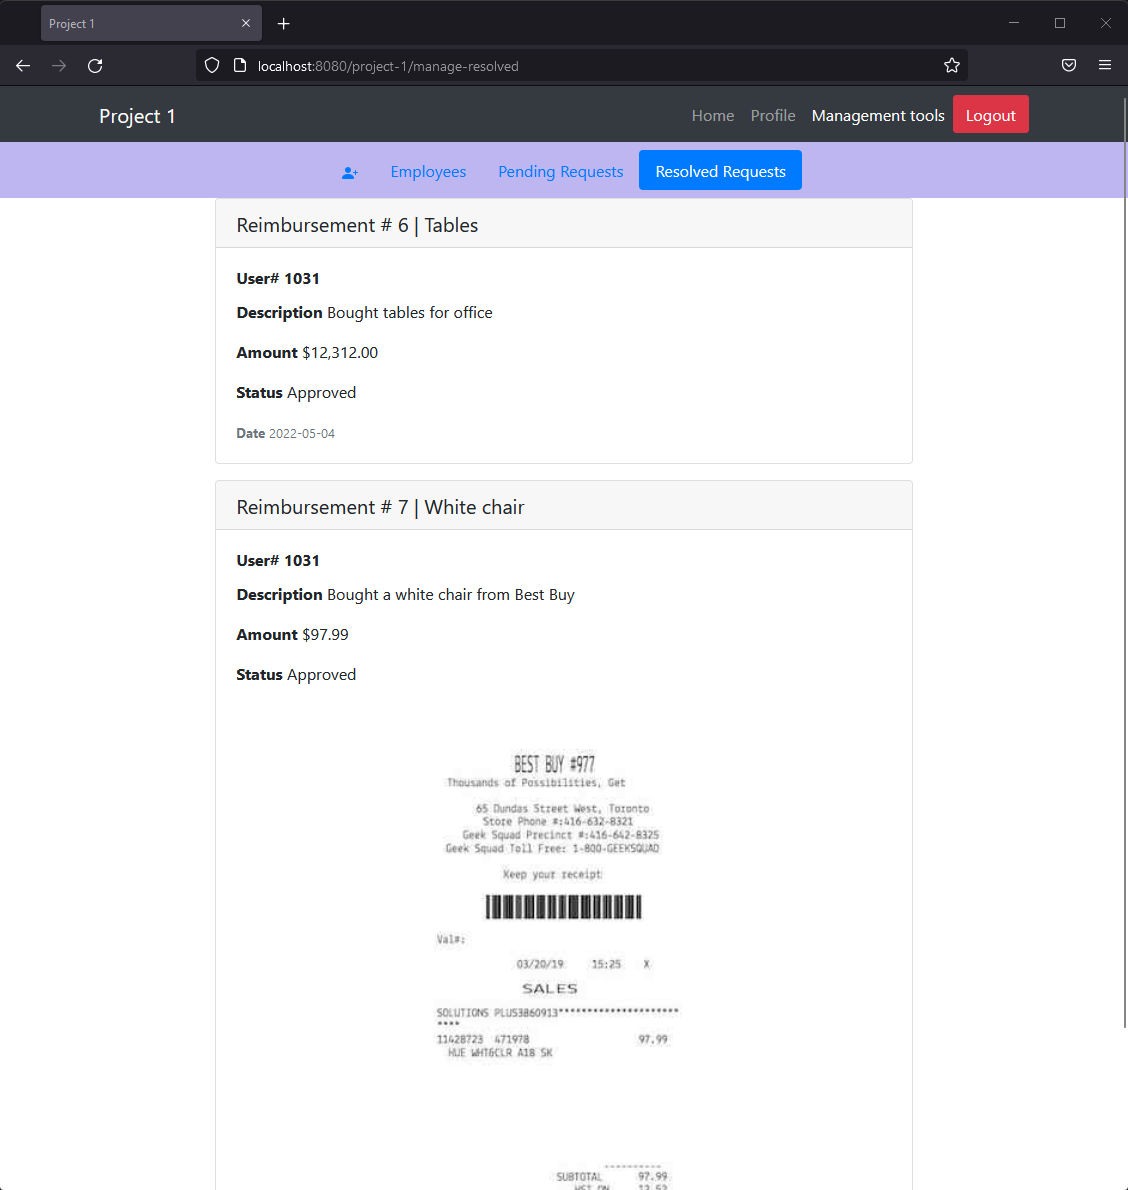 Project 1
localhost:8080/project-1/manage-resolved
Project 1
Home Profile Management tools Logout
Employees Pending Requests Resolved Requests
Reimbursement # 6 | Tables
User# 1031
Description Bought tables for office
Amount $12,312.00
Status Approved
Date 2022-05-04
Reimbursement # 7 | White chair
User# 1031
Description Bought a white chair from Best Buy
Amount $97.99
Status Approved
BEST BUY #977
Thousands of Possibilities, Get
65 Dundas Street West, Toronto
Store Phone #:416-632-8321
Geek Squad Precinct #:416-642-8325
Geek Squad Toll Free: 1-800-GEEKSQUAD
Keep your receipt
Val#:
03/20/19 15:25 X
SALES
SOLUTIONS PLUS3860913**********************
****
11428723 471978 97.99
HUE WHT&CLR A19 SK
----------
SUBTOTAL 97.99